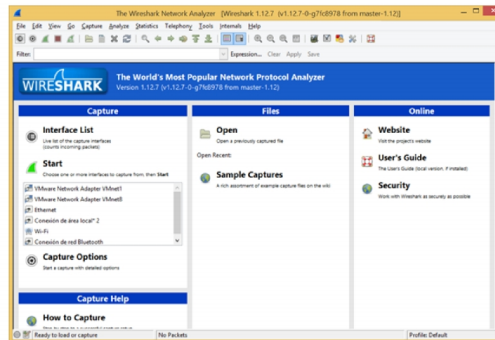 The Wireshark Network Analyzer [Wireshark 1.12.7 (v1.12.7-0-g7fc8978 from master-1.12)]
File Edit View Go Capture Analyze Statistics Telephony Tools Internals Help
Filter: Expression... Clear Apply Save
WIRESHARK
The World's Most Popular Network Protocol Analyzer
Version 1.12.7 (v1.12.7-0-g7fc8978 from master-1.12)
Capture
Interface List
Live list of the capture interfaces
(counts incoming packets)
Start
Choose one or more interfaces to capture from, then Start
VMware Network Adapter VMnet1
VMware Network Adapter VMnet8
Ethernet
Conexión de área local* 2
Wi-Fi
Conexión de red Bluetooth
Capture Options
Start a capture with detailed options
Capture Help
How to Capture
Files
Open
Open a previously captured file
Open Recent:
Sample Captures
A rich assortment of example capture files on the wiki
Online
Website
Visit the project's website
User's Guide
The User's Guide (local version, if installed)
Security
Work with Wireshark as securely as possible
Ready to load or capture
No Packets
Profile: Default